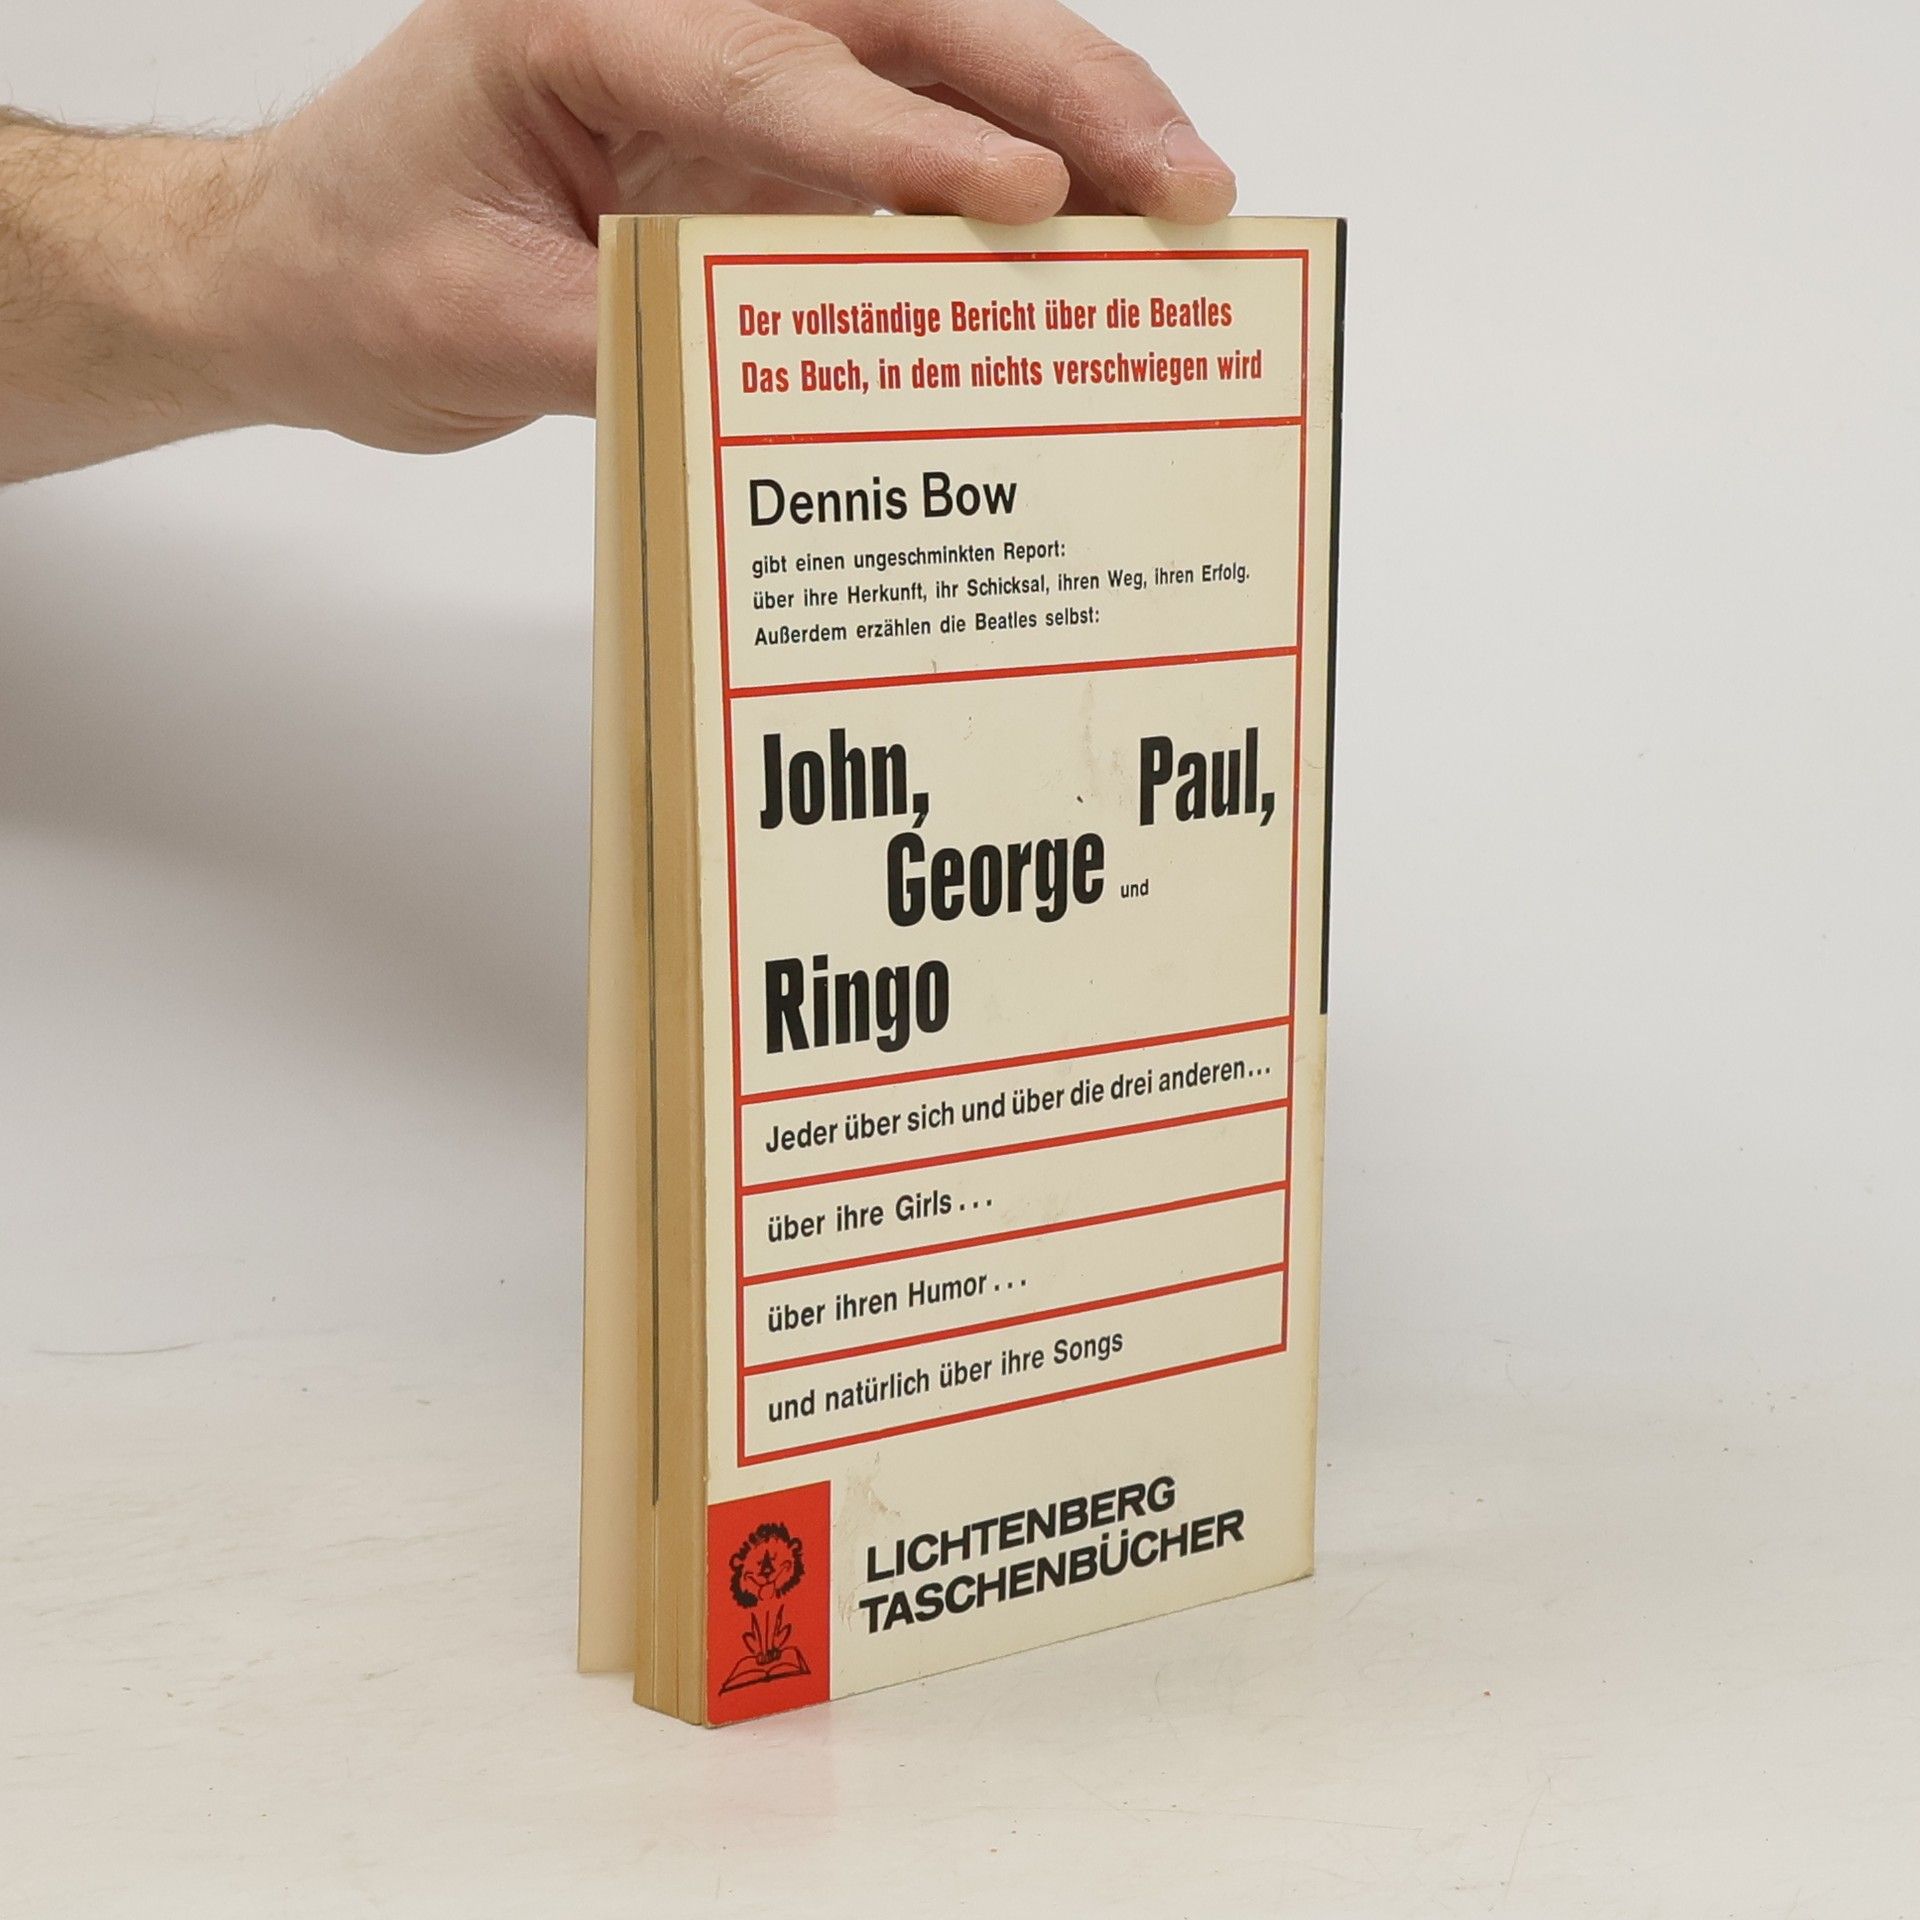 Der vollständige Bericht über die Beatles
Das Buch, in dem nichts verschwiegen wird
Dennis Bow
gibt einen ungeschminkten Report:
über ihre Herkunft, ihr Schicksal, ihren Weg, ihren Erfolg.
Außerdem erzählen die Beatles selbst:
John, Paul,
George und
Ringo
Jeder über sich und über die drei anderen...
über ihre Girls...
über ihren Humor...
und natürlich über ihre Songs
LICHTENBERG
TASCHENBÜCHER